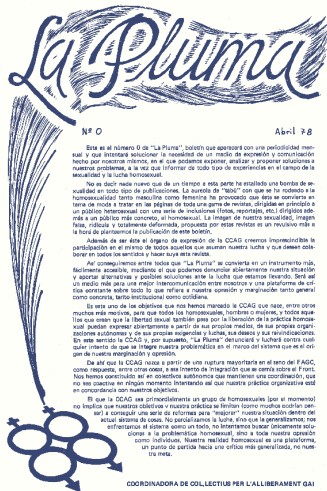 La Pluma
Nº 0 Abril 78
Este es el número 0 de "La Pluma", boletín que aparecerá con una periodicidad men-
sual y que intentará solucionar la necesidad de un medio de expresión y comunicación
hecho por nosotros mismos, en el que podamos exponer, analizar y proponer soluciones a
nuestros problemas, a la vez que informar de todo tipo de experiencias en el campo de la
sexualidad y la lucha homosexual.
No es decir nada nuevo que de un tiempo a esta parte ha estallado una bomba de se-
xualidad en todo tipo de publicaciones. La aureola de "tabú" con que se ha rodeado a la
homosexualidad tanto masculina como femenina ha provocado que ésta se convierta en
tema de moda a tratar en las páginas de toda una gama de revistas, dirigidas en principio a
un público heterosexual con una serie de inclusiones (fotos, reportajes, etc.) dirigidos ade-
más a un público más concreto, al homosexual. La imagen de nuestra sexualidad, imagen
falsa, ridícula y totalmente deformada, propuesta por estas revistas es un revulsivo más a
la hora de plantearnos la publicación de este boletín.
Además de ser éste el órgano de expresión de la CCAG creemos imprescindible la
participación en el mismo de todos aquellos que asumen nuestra lucha y que deseen cola-
borar en todos los sentidos y hacer suya esta revista.
Así conseguiremos entre todos que "La Pluma" se convierta en un instrumento más,
fácilmente accesible, mediante el cual podamos denunciar abiertamente nuestra situación
y aportar alternativas y posibles soluciones ante la lucha que estamos llevando. Será así
un medio más para una mejor intercomunicación entre nosotros y una plataforma de crí-
tica constante sobre todo lo que refiere a nuestra opresión y marginación tanto general
como concreta, tanto institucional como cotidiana.
Es este uno de los objetivos que nos hemos marcado la CCAG que nace, entre otros
muchos más motivos, para que todos los homosexuales, hombres o mujeres, y todos aque-
llos que creen que la libertad sexual también pasa por la liberación de la práctica homose-
xual puedan expresar abiertamente a partir de sus propios medios, de sus propias organi-
zaciones autónomas y de sus propias exigencias y luchas, sus deseos y sus reivindicaciones.
En este sentido la CCAG y, por supuesto, "La Pluma" denunciará y luchará contra cual-
quier intento de que se integre nuestra problemática en el marco del sistema que es el ori-
gen de nuestra marginación y opresión.
De ahí que la CCAG nazca a partir de una ruptura mayoritaria en el seno del FAGC,
como respuesta, entre otras cosas, a ese intento de integración que se cernía sobre el Front.
Nos hemos constituido así en colectivos autónomos que mantienen una coordinación, que
no sea coactiva en ningún momento intentando así que nuestra práctica organizativa esté
en concordancia con nuestros objetivos.
El que la CCAG sea primordialmente un grupo de homosexuales (por el momento)
no implica que nuestros objetivos y nuestra práctica se limiten (como muchos podrían pen-
sar) a conseguir una serie de reformas para "mejorar" nuestra situación dentro del
actual sistema de cosas. No parcializamos la lucha, sino que la generalizamos; nos
enfrentamos al sistema como un todo, no intentamos buscar únicamente solu-
ciones a la problemática homosexual, sino a toda nuestra opresión
como individuos. Nuestra realidad homosexual es una plataforma,
un punto de partida hacia una crítica más generalizada, no nues-
tra meta.
COORDINADORA DE COL.LECTIUS PER L'ALLIBERAMENT GAI